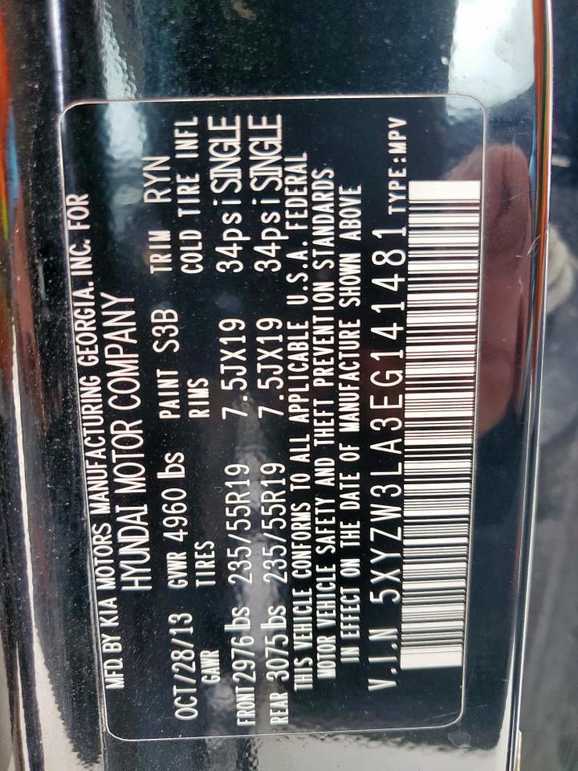 MFD. BY KIA MOTORS MANUFACTURING GEORGIA. INC. FOR
HYUNDAI MOTOR COMPANY
OCT/28/13 GVWR 4960 lbs PAINT S3B TRIM RYN
GAWR TIRES RIMS COLD TIRE INFL
FRONT 2976 lbs 235/55R19 7.5JX19 34psi SINGLE
REAR 3075 lbs 235/55R19 7.5JX19 34psi SINGLE
THIS VEHICLE CONFORMS TO ALL APPLICABLE U.S.A. FEDERAL
MOTOR VEHICLE SAFETY AND THEFT PREVENTION STANDARDS
IN EFFECT ON THE DATE OF MANUFACTURE SHOWN ABOVE
V.I.N 5XYZW3LA3EG141481 TYPE:MPV